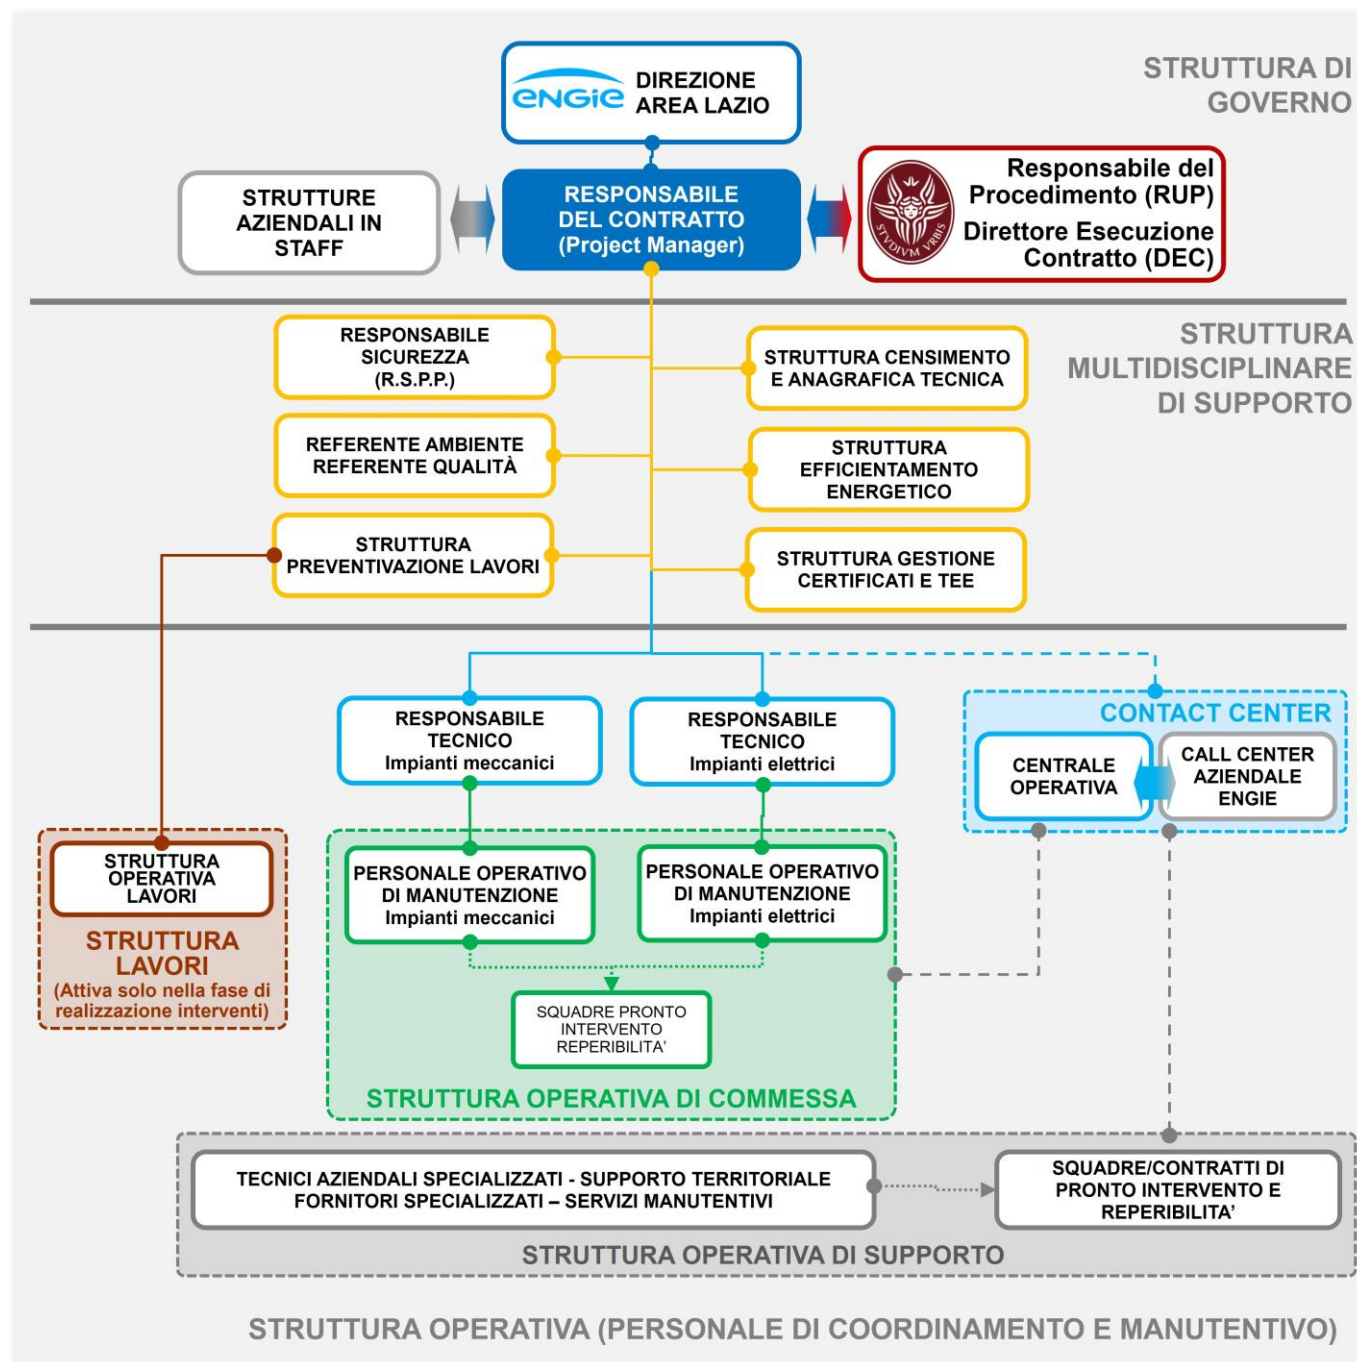 STRUTTURA DI
GOVERNO
ENGIE
DIREZIONE
AREA LAZIO
STRUTTURE
AZIENDALI IN
STAFF
RESPONSABILE
DEL CONTRATTO
(Project Manager)
STVDIVM VRBIS
Responsabile del
Procedimento (RUP)
Direttore Esecuzione
Contratto (DEC)
STRUTTURA
MULTIDISCIPLINARE
DI SUPPORTO
RESPONSABILE
SICUREZZA
(R.S.P.P.)
STRUTTURA CENSIMENTO
E ANAGRAFICA TECNICA
REFERENTE AMBIENTE
REFERENTE QUALITÀ
STRUTTURA
EFFICIENTAMENTO
ENERGETICO
STRUTTURA
PREVENTIVAZIONE LAVORI
STRUTTURA GESTIONE
CERTIFICATI E TEE
RESPONSABILE
TECNICO
Impianti meccanici
RESPONSABILE
TECNICO
Impianti elettrici
CONTACT CENTER
CENTRALE
OPERATIVA
CALL CENTER
AZIENDALE
ENGIE
STRUTTURA
OPERATIVA
LAVORI
STRUTTURA
LAVORI
(Attiva solo nella fase di
realizzazione interventi)
PERSONALE OPERATIVO
DI MANUTENZIONE
Impianti meccanici
PERSONALE OPERATIVO
DI MANUTENZIONE
Impianti elettrici
SQUADRE PRONTO
INTERVENTO
REPERIBILITA’
STRUTTURA OPERATIVA DI COMMESSA
TECNICI AZIENDALI SPECIALIZZATI - SUPPORTO TERRITORIALE
FORNITORI SPECIALIZZATI – SERVIZI MANUTENTIVI
SQUADRE/CONTRATTI DI
PRONTO INTERVENTO E
REPERIBILITA’
STRUTTURA OPERATIVA DI SUPPORTO
STRUTTURA OPERATIVA (PERSONALE DI COORDINAMENTO E MANUTENTIVO)